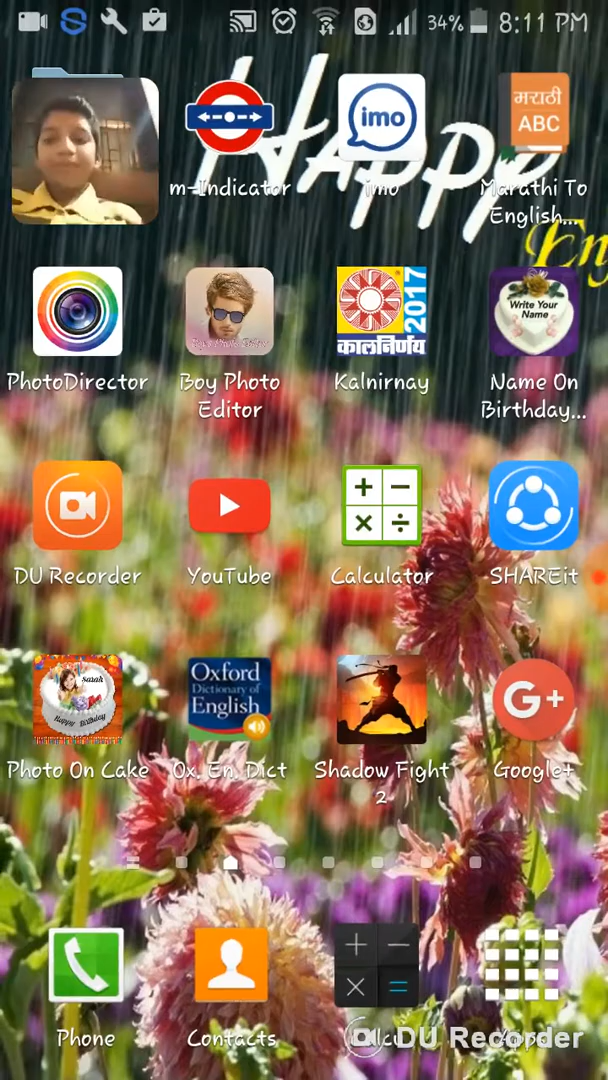 34% 8:11 PM
Happy
En
m-Indicator
imo
imo
मराठी
ABC
Marathi To
English...
PhotoDirector
Boy Photo
Editor
2017
कालनिर्णय
Kalnirnay
Write Your
Name
Name On
Birthday...
DU Recorder
YouTube
Calculator
SHAREit
Sarah
Happy Birthday
Photo On Cake
Oxford
Dictionary of
English
Ox. En. Dict
Shadow Fight
2
G+
Google+
Phone
Contacts
DU Recorder